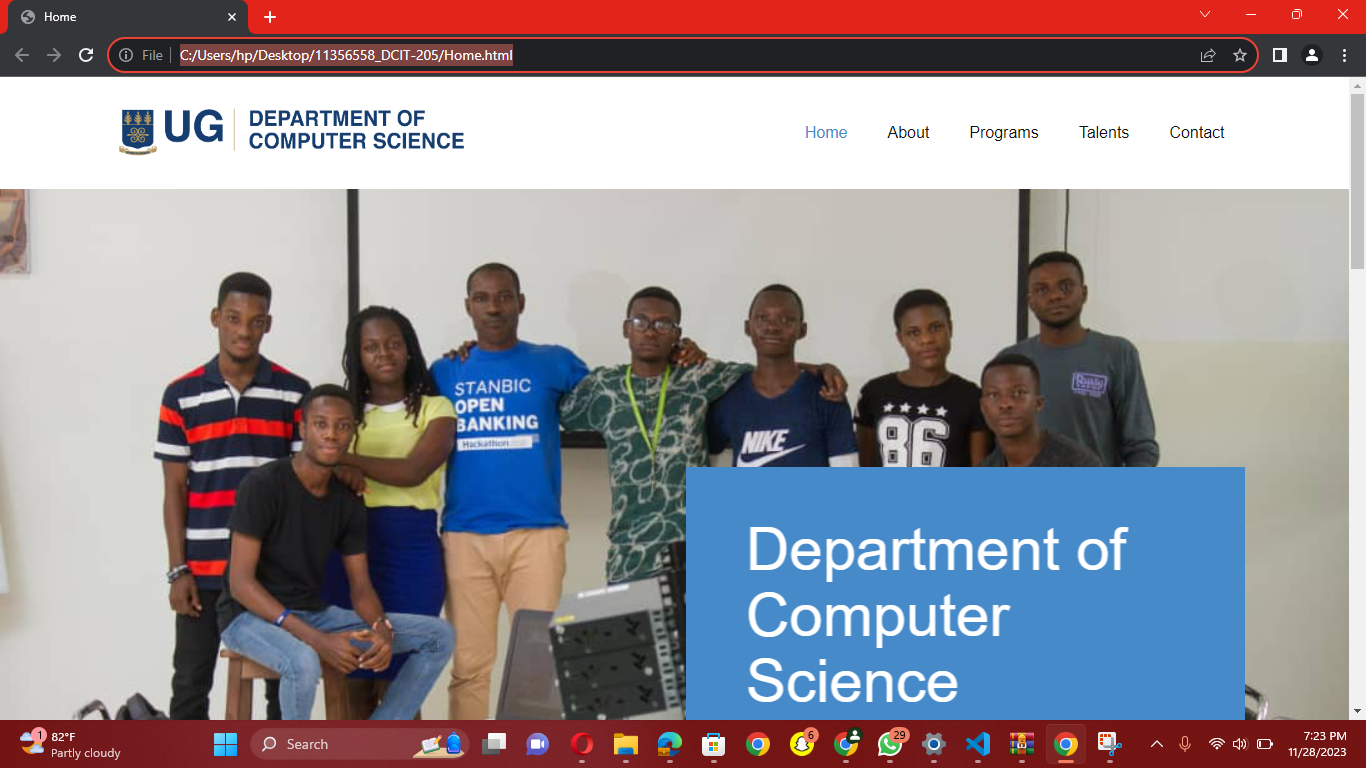 Home
File
C:/Users/hp/Desktop/11356558_DCIT-205/Home.html
UG
DEPARTMENT OF
COMPUTER SCIENCE
Home
About
Programs
Talents
Contact
STANBIC
OPEN
BANKING
Hackathon
NIKE
86
Department of
Computer
Science
1
82°F
Partly cloudy
Search
6
29
7:23 PM
11/28/2023